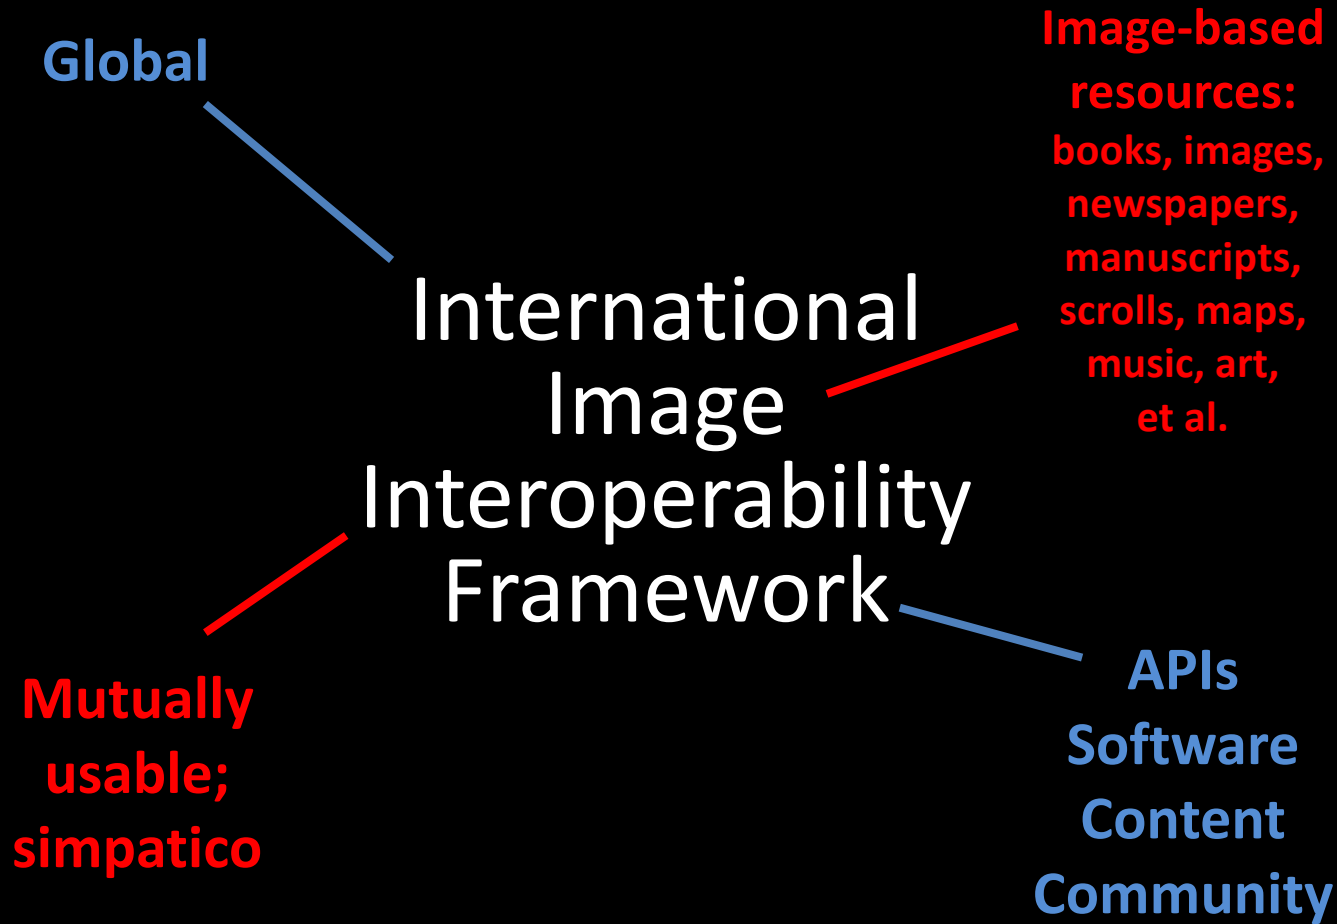 Global
Image-based
resources:
books, images,
newspapers,
manuscripts,
scrolls, maps,
music, art,
et al.
International
Image
Interoperability
Framework
Mutually
usable;
simpatico
APIs
Software
Content
Community